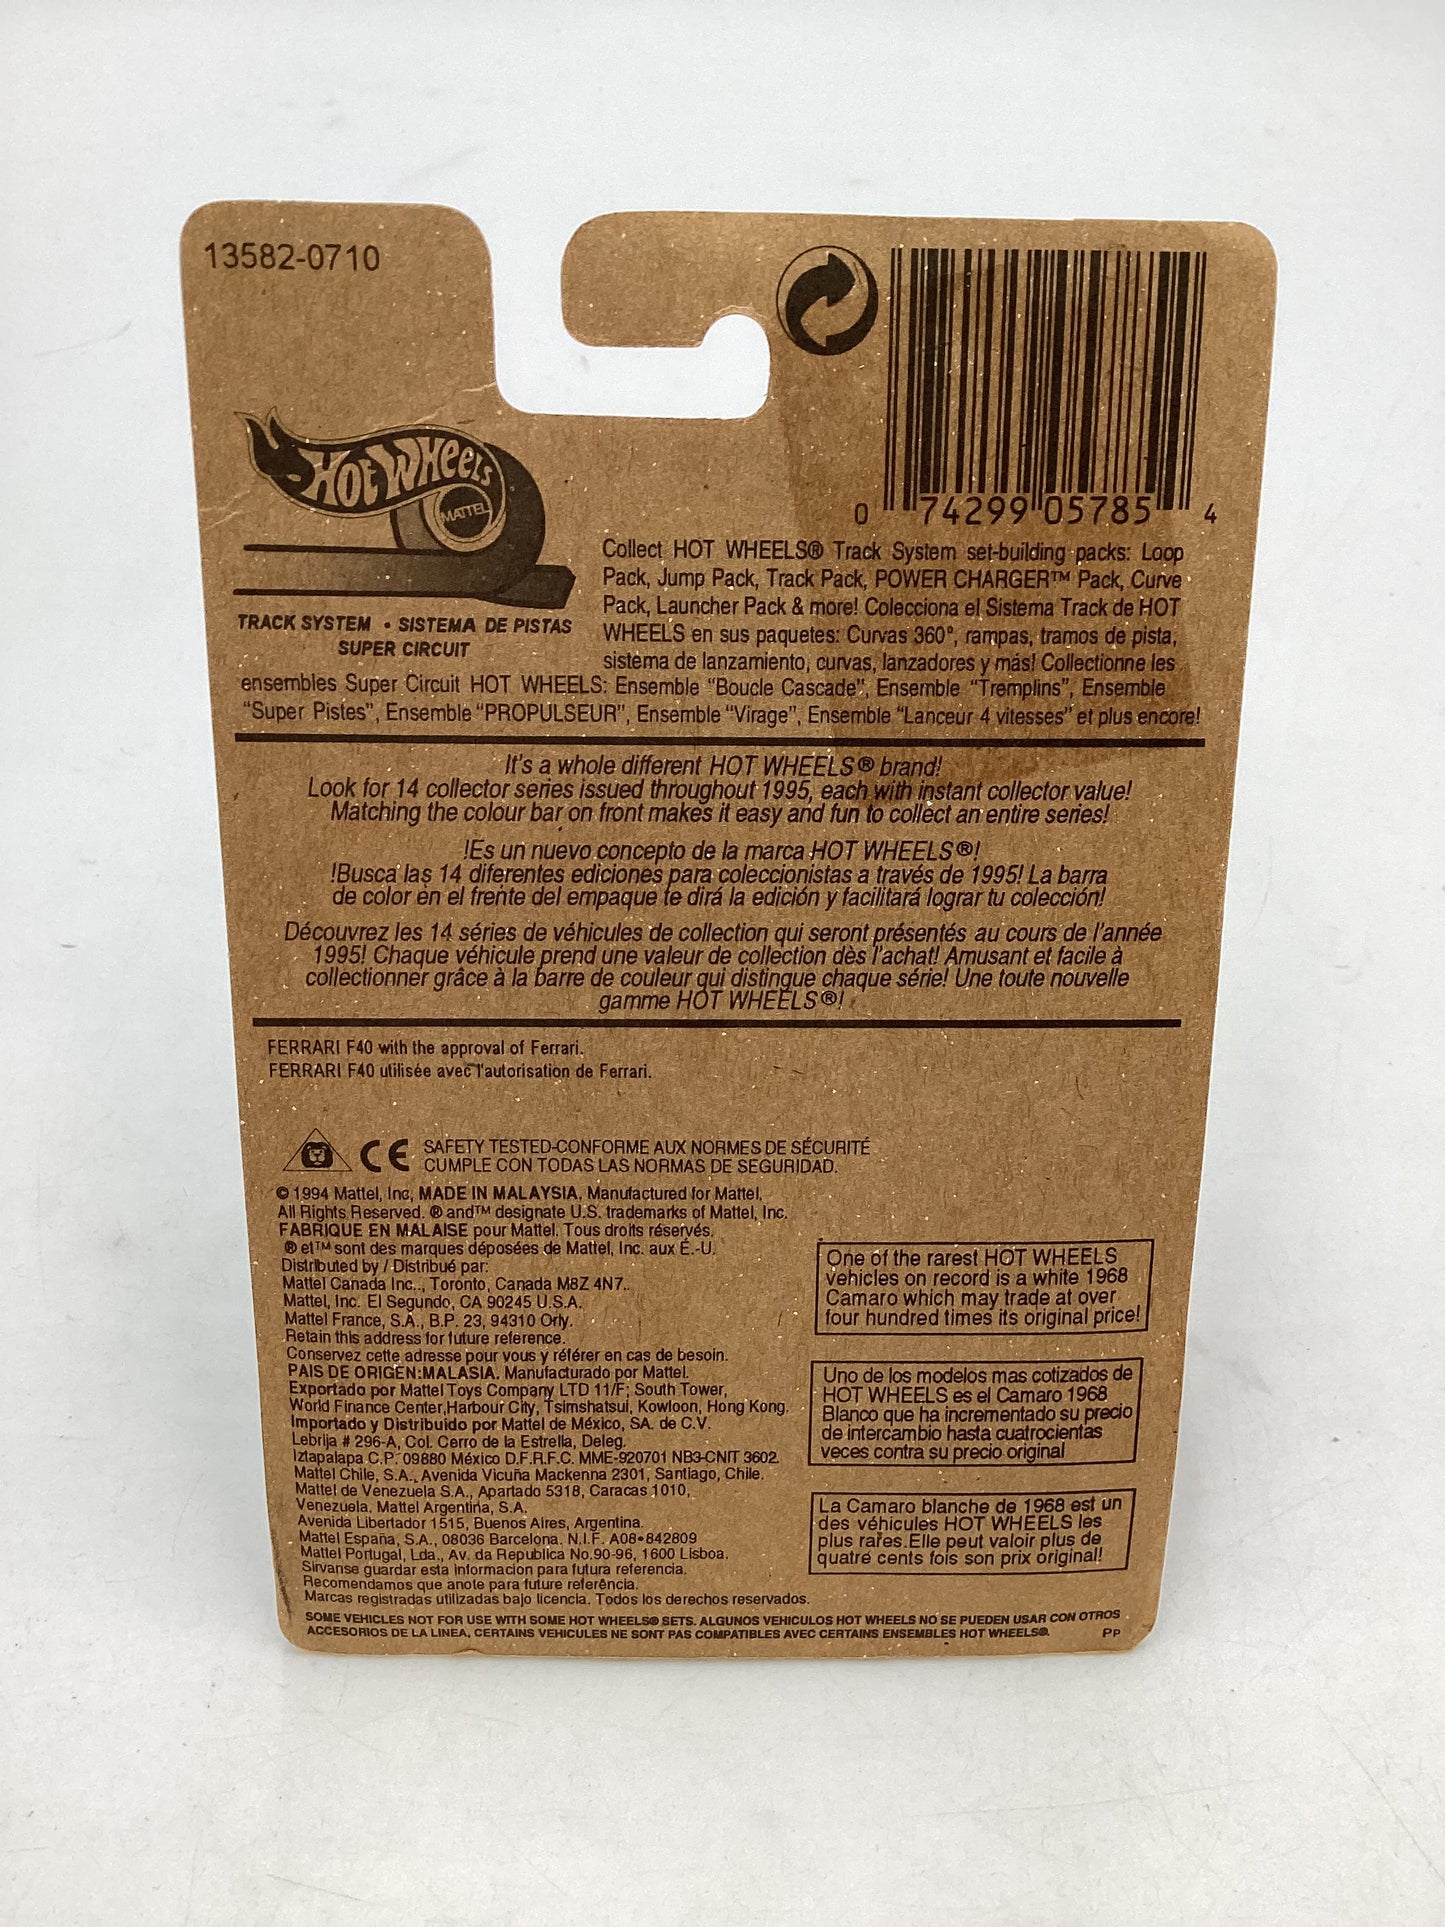 13582-0710
0 74299 05785 4
HOT WHEELS
MATTEL
TRACK SYSTEM • SISTEMA DE PISTAS
SUPER CIRCUIT
Collect HOT WHEELS® Track System set-building packs: Loop
Pack, Jump Pack, Track Pack, POWER CHARGER™ Pack, Curve
Pack, Launcher Pack & more! Colecciona el Sistema Track de HOT
WHEELS en sus paquetes: Curvas 360°, rampas, tramos de pista,
sistema de lanzamiento, curvas, lanzadores y más! Collectionne les
ensembles Super Circuit HOT WHEELS: Ensemble "Boucle Cascade", Ensemble "Tremplins", Ensemble
"Super Pistes", Ensemble "PROPULSEUR", Ensemble "Virage", Ensemble "Lanceur 4 vitesses" et plus encore!
It's a whole different HOT WHEELS® brand!
Look for 14 collector series issued throughout 1995, each with instant collector value!
Matching the colour bar on front makes it easy and fun to collect an entire series!
!Es un nuevo concepto de la marca HOT WHEELS®!
!Busca las 14 diferentes ediciones para coleccionistas a través de 1995! La barra
de color en el frente del empaque te dirá la edición y facilitará lograr tu colección!
Découvrez les 14 séries de véhicules de collection qui seront présentés au cours de l'année
1995! Chaque véhicule prend une valeur de collection dès l'achat! Amusant et facile à
collectionner grâce à la barre de couleur qui distingue chaque série! Une toute nouvelle
gamme HOT WHEELS®!
FERRARI F40 with the approval of Ferrari.
FERRARI F40 utilisée avec l'autorisation de Ferrari.
CE SAFETY TESTED-CONFORME AUX NORMES DE SÉCURITÉ
CUMPLE CON TODAS LAS NORMAS DE SEGURIDAD.
© 1994 Mattel, Inc, MADE IN MALAYSIA. Manufactured for Mattel,
All Rights Reserved. ® and™ designate U.S. trademarks of Mattel, Inc.
FABRIQUE EN MALAISE pour Mattel. Tous droits réservés.
® et™ sont des marques déposées de Mattel, Inc. aux É.-U.
Distributed by / Distribué par:
Mattel Canada Inc.., Toronto, Canada M8Z 4N7..
Mattel, Inc. El Segundo, CA 90245 U.S.A.
Mattel France, S.A., B.P. 23, 94310 Orly.
Retain this address for future reference.
Conservez cette adresse pour vous y référer en cas de besoin.
PAIS DE ORIGEN:MALASIA. Manufacturado por Mattel.
Exportado por Mattel Toys Company LTD 11/F; South Tower,
World Finance Center,Harbour City, Tsimshatsui, Kowloon, Hong Kong.
Importado y Distribuido por Mattel de México, SA. de C.V.
Lebrija # 296-A, Col. Cerro de la Estrella, Deleg.
Iztapalapa C.P. 09880 México D.F.R.F.C. MME-920701 NB3-CNIT 3602.
Mattel Chile, S.A., Avenida Vicuña Mackenna 2301, Santiago, Chile.
Mattel de Venezuela S.A., Apartado 5318, Caracas 1010,
Venezuela. Mattel Argentina, S.A.
Avenida Libertador 1515, Buenos Aires, Argentina.
Mattel España, S.A., 08036 Barcelona. N.I.F. A08•842809
Mattel Portugal, Lda., Av. da Republica No.90-96, 1600 Lisboa.
Sirvanse guardar esta informacion para futura referencia.
Recomendamos que anote para future referência.
Marcas registradas utilizadas bajo licencia. Todos los derechos reservados.
One of the rarest HOT WHEELS
vehicles on record is a white 1968
Camaro which may trade at over
four hundred times its original price!
Uno de los modelos mas cotizados de
HOT WHEELS es el Camaro 1968
Blanco que ha incrementado su precio
de intercambio hasta cuatrocientas
veces contra su precio original
La Camaro blanche de 1968 est un
des véhicules HOT WHEELS les
plus rares.Elle peut valoir plus de
quatre cents fois son prix original!
SOME VEHICLES NOT FOR USE WITH SOME HOT WHEELS® SETS. ALGUNOS VEHICULOS HOT WHEELS NO SE PUEDEN USAR CON OTROS
ACCESORIOS DE LA LINEA, CERTAINS VEHICULES NE SONT PAS COMPATIBLES AVEC CERTAINS ENSEMBLES HOT WHEELS®. PP